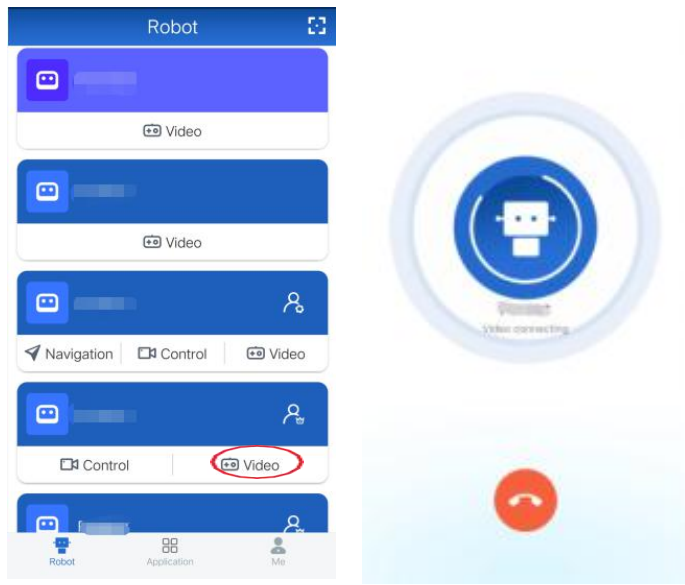 Robot
Video
Video
Navigation Control Video
Control Video
Robot Application Me
Video connecting